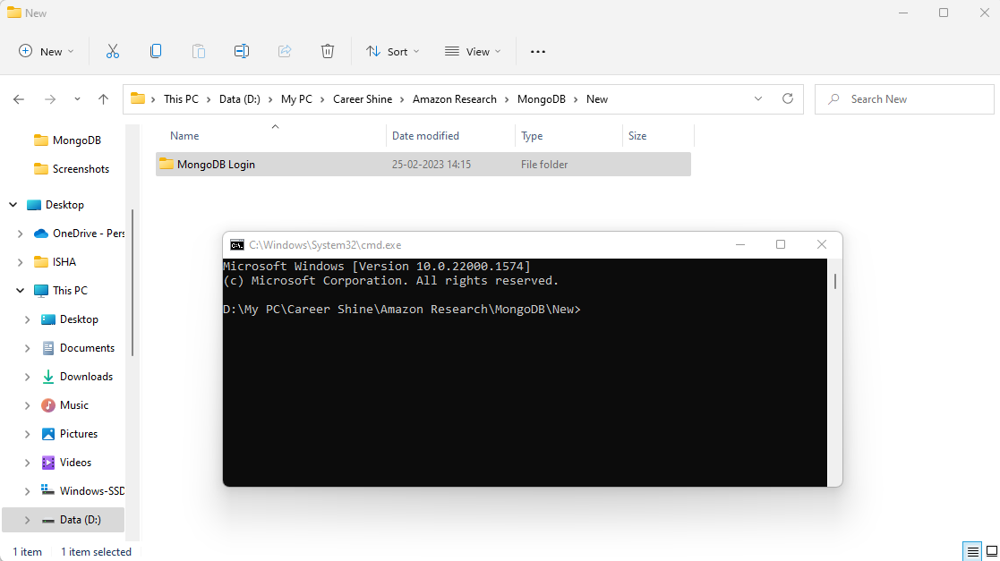 New
New
Sort
View
This PC
Data (D:)
My PC
Career Shine
Amazon Research
MongoDB
New
Search New
MongoDB
Screenshots
Desktop
OneDrive - Pers
ISHA
This PC
Desktop
Documents
Downloads
Music
Pictures
Videos
Windows-SSD
Data (D:)
Name
Date modified
Type
Size
MongoDB Login
25-02-2023 14:15
File folder
C:\Windows\System32\cmd.exe
Microsoft Windows [Version 10.0.22000.1574]
(c) Microsoft Corporation. All rights reserved.
D:\My PC\Career Shine\Amazon Research\MongoDB\New>
1 item
1 item selected